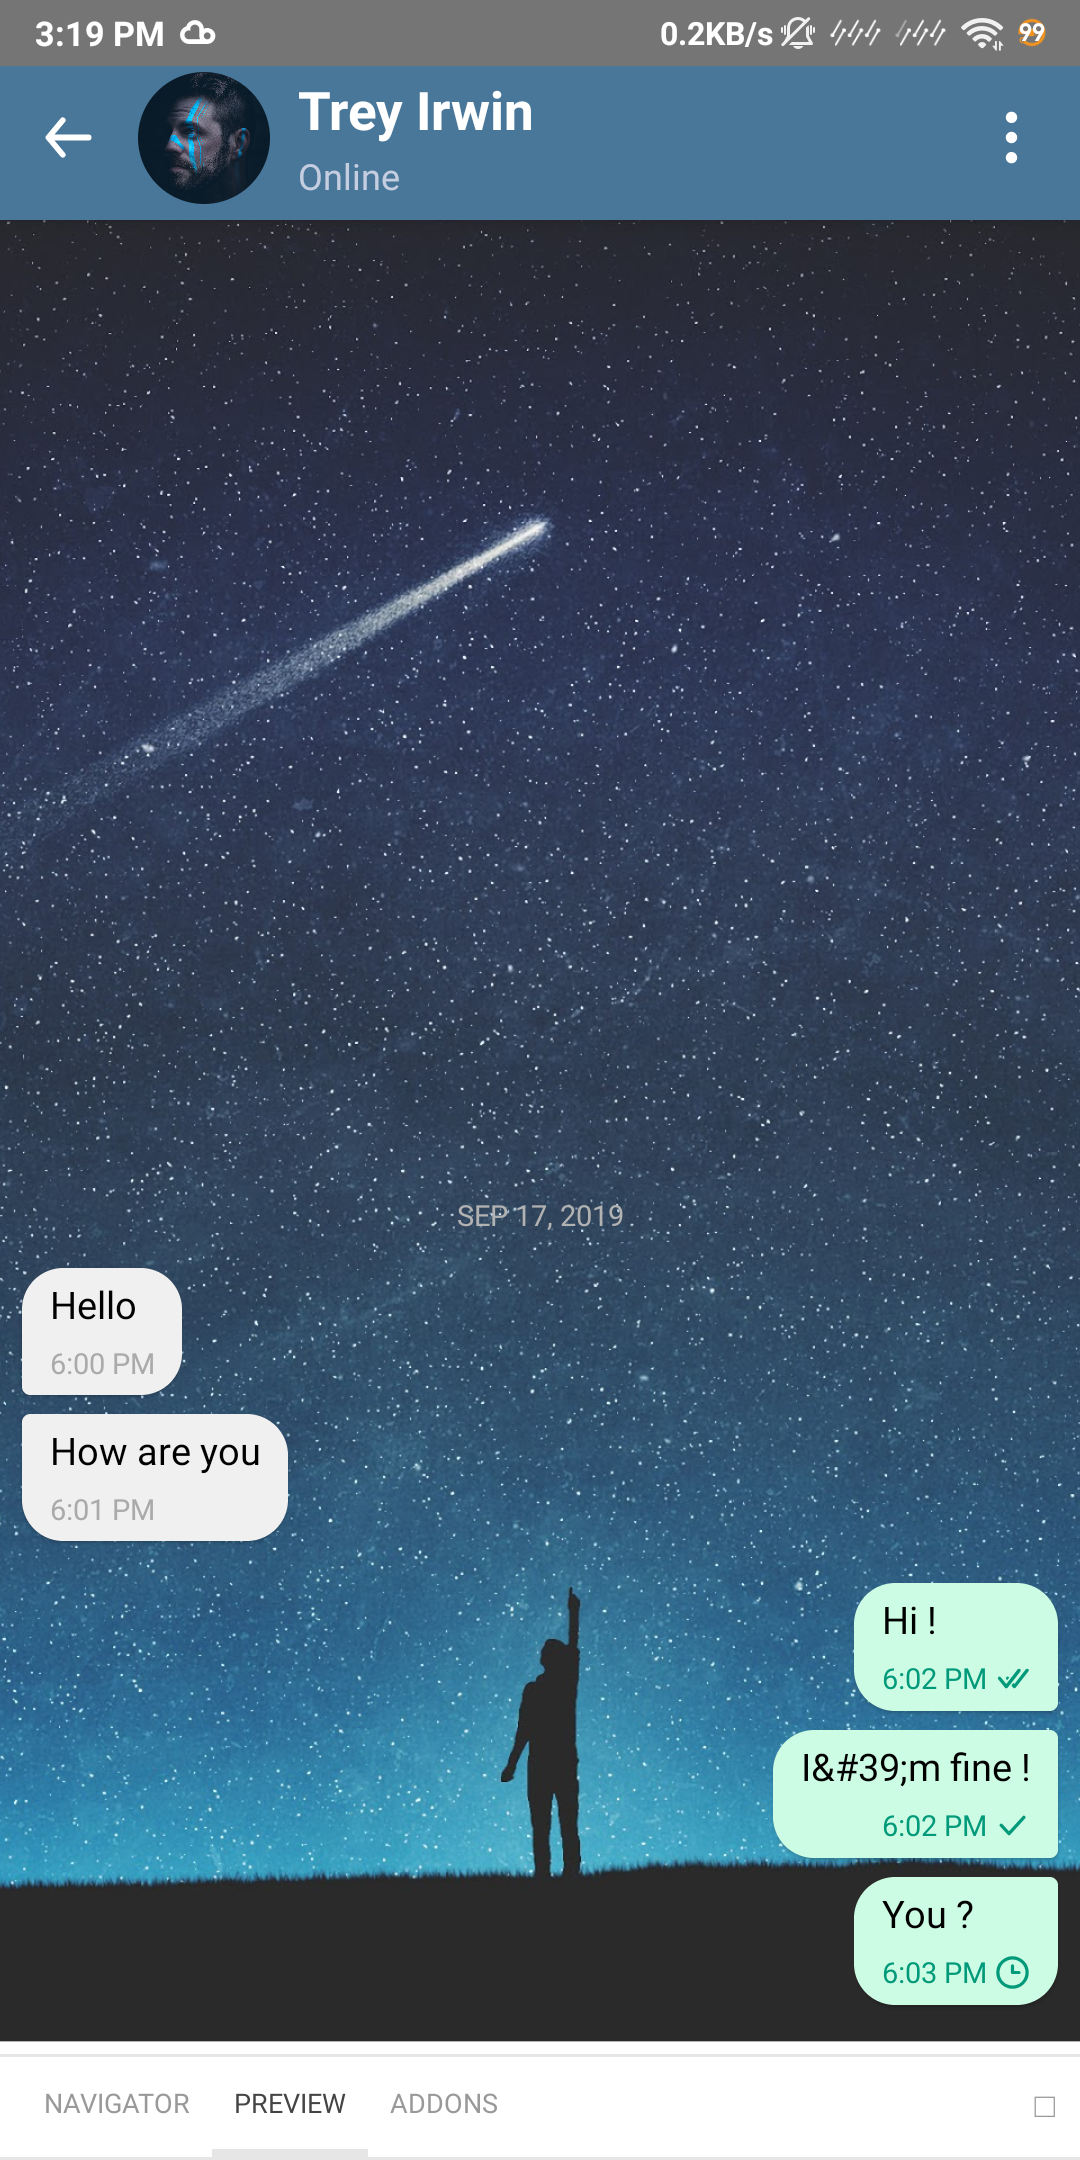 3:19 PM 0.2KB/s 99
Trey Irwin
Online
SEP 17, 2019
Hello
6:00 PM
How are you
6:01 PM
Hi !
6:02 PM
I&#39;m fine !
6:02 PM
You ?
6:03 PM
NAVIGATOR PREVIEW ADDONS